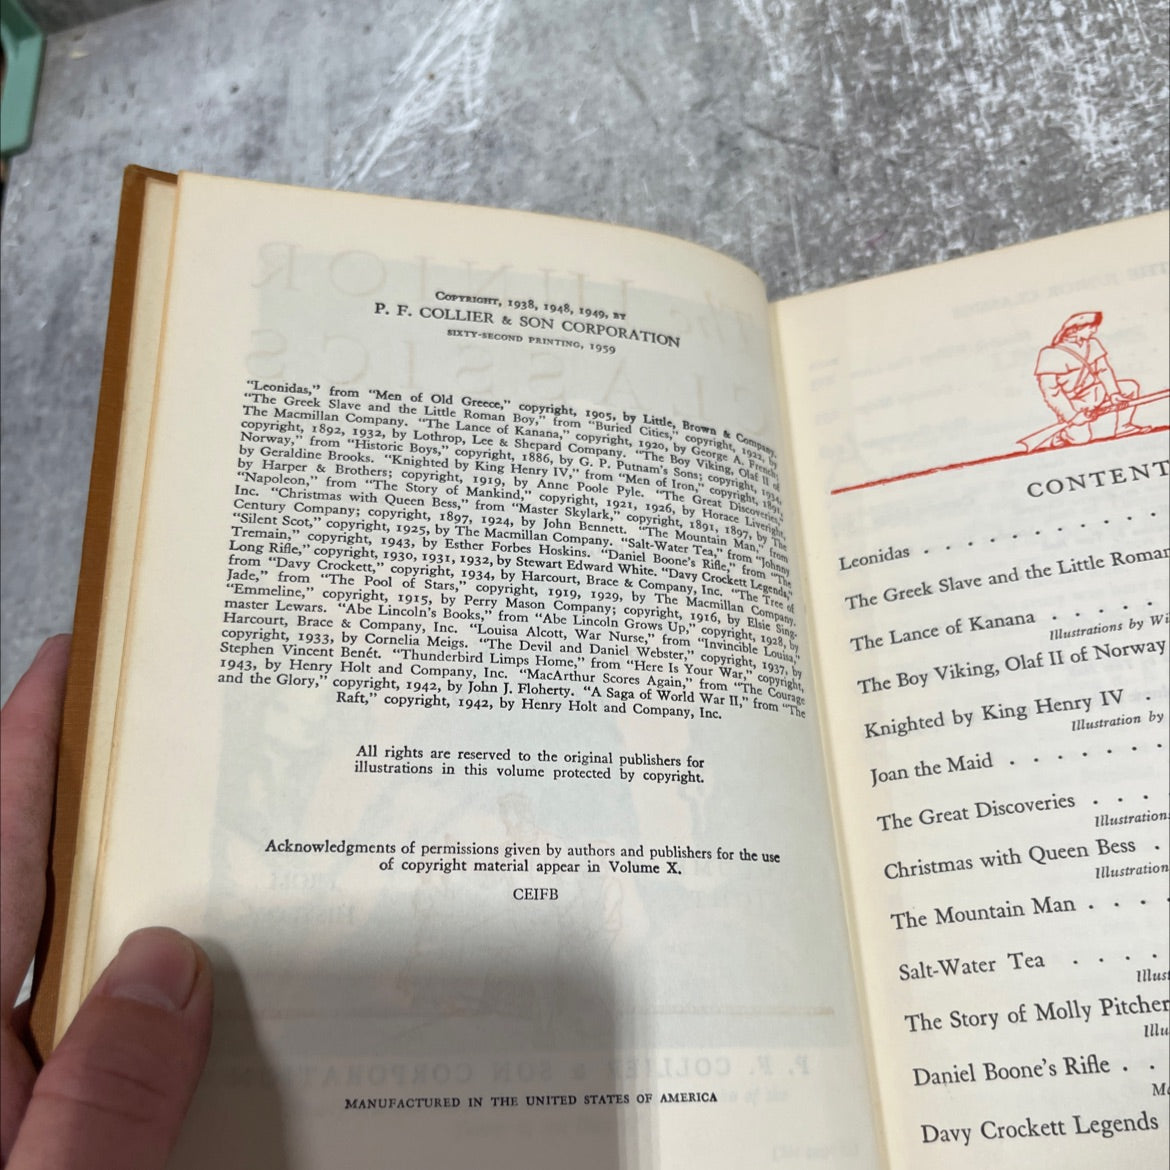 COPYRIGHT, 1938, 1948, 1949, BY
P. F. COLLIER & SON CORPORATION
SIXTY-SECOND PRINTING, 1959
"Leonidas," from "Men of Old Greece," copyright, 1905, by Little, Brown & Company.
"The Greek Slave and the Little Roman Boy," from "Buried Cities," copyright, 1922, by
The Macmillan Company. "The Lance of Kanana," copyright, 1920, by George A. French;
copyright, 1892, 1932, by Lothrop, Lee & Shepard Company. "The Boy Viking, Olaf II of
Norway," from "Historic Boys," copyright, 1886, by G. P. Putnam's Sons; copyright, 1934,
by Geraldine Brooks. "Knighted by King Henry IV," from "Men of Iron," copyright, 1891,
by Harper & Brothers; copyright, 1919, by Anne Poole Pyle. "The Great Discoveries,"
"Napoleon," from "The Story of Mankind," copyright, 1921, 1926, by Horace Liveright,
Inc. "Christmas with Queen Bess," from "Master Skylark," copyright, 1891, 1897, by The
Century Company; copyright, 1897, 1924, by John Bennett. "The Mountain Man," from
"Silent Scot," copyright, 1925, by The Macmillan Company. "Salt-Water Tea," from "Johnny
Tremain," copyright, 1943, by Esther Forbes Hoskins. "Daniel Boone's Rifle," from "The
Long Rifle," copyright, 1930, 1931, 1932, by Stewart Edward White. "Davy Crockett Legends,"
from "Davy Crockett," copyright, 1934, by Harcourt, Brace & Company, Inc. "The Tree of
Jade," from "The Pool of Stars," copyright, 1919, 1929, by The Macmillan Company.
"Emmeline," copyright, 1915, by Perry Mason Company; copyright, 1916, by Elsie Sing-
master Lewars. "Abe Lincoln's Books," from "Abe Lincoln Grows Up," copyright, 1928, by
Harcourt, Brace & Company, Inc. "Louisa Alcott, War Nurse," from "Invincible Louisa,"
copyright, 1933, by Cornelia Meigs. "The Devil and Daniel Webster," copyright, 1937, by
Stephen Vincent Benét. "Thunderbird Limps Home," from "Here Is Your War," copyright,
1943, by Henry Holt and Company, Inc. "MacArthur Scores Again," from "The Courage
and the Glory," copyright, 1942, by John J. Floherty. "A Saga of World War II," from "The
Raft," copyright, 1942, by Henry Holt and Company, Inc.
All rights are reserved to the original publishers for
illustrations in this volume protected by copyright.
Acknowledgments of permissions given by authors and publishers for the use
of copyright material appear in Volume X.
CEIFB
MANUFACTURED IN THE UNITED STATES OF AMERICA
CONTENT
Leonidas . . . . . . . . . .
The Greek Slave and the Little Roman
The Lance of Kanana . . . .
Illustrations by Wi
The Boy Viking, Olaf II of Norway
Knighted by King Henry IV .
Illustration by
Joan the Maid . . . . .
The Great Discoveries . . .
Illustration
Christmas with Queen Bess .
Illustration
The Mountain Man . . . .
Salt-Water Tea . . .
Illust
The Story of Molly Pitcher
Illu
Daniel Boone's Rifle . .
Ma
Davy Crockett Legends